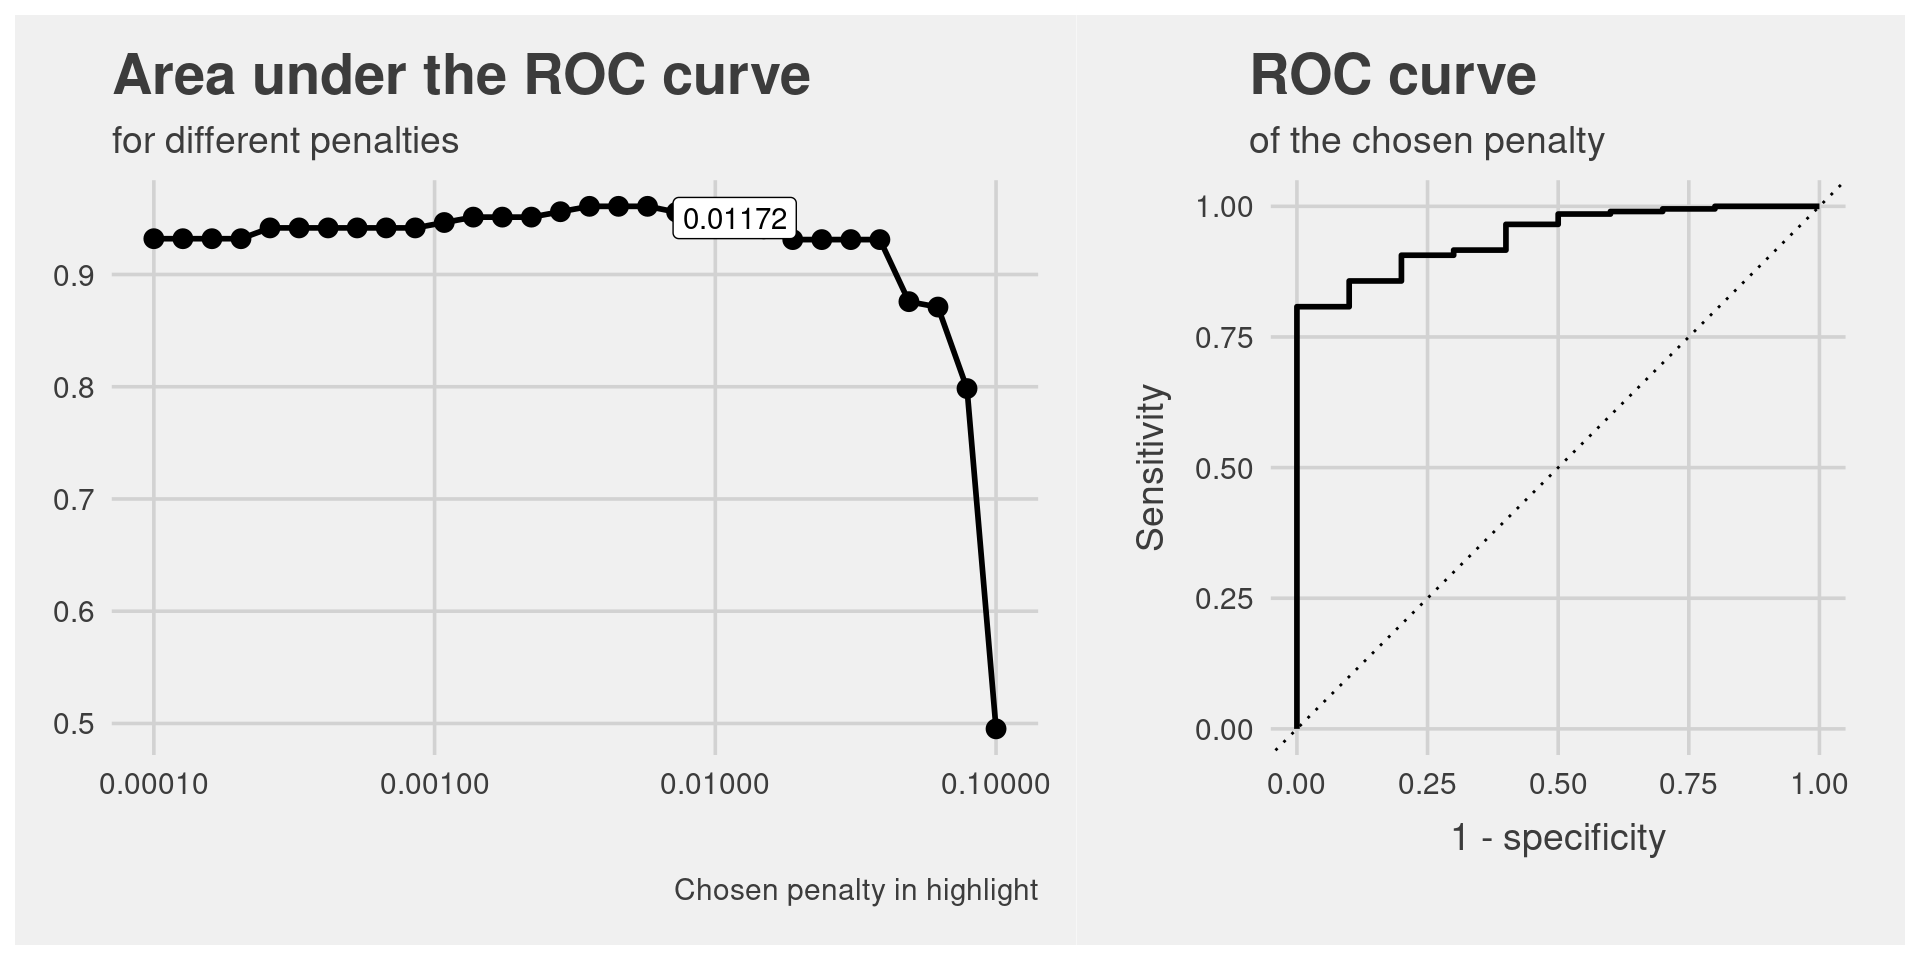 Area under the ROC curve
for different penalties
0.01172
0.9
0.8
0.7
0.6
0.5
0.00010 0.00100 0.01000 0.10000
Chosen penalty in highlight
ROC curve
of the chosen penalty
1.00
0.75
0.50
0.25
0.00
Sensitivity
0.00 0.25 0.50 0.75 1.00
1 - specificity